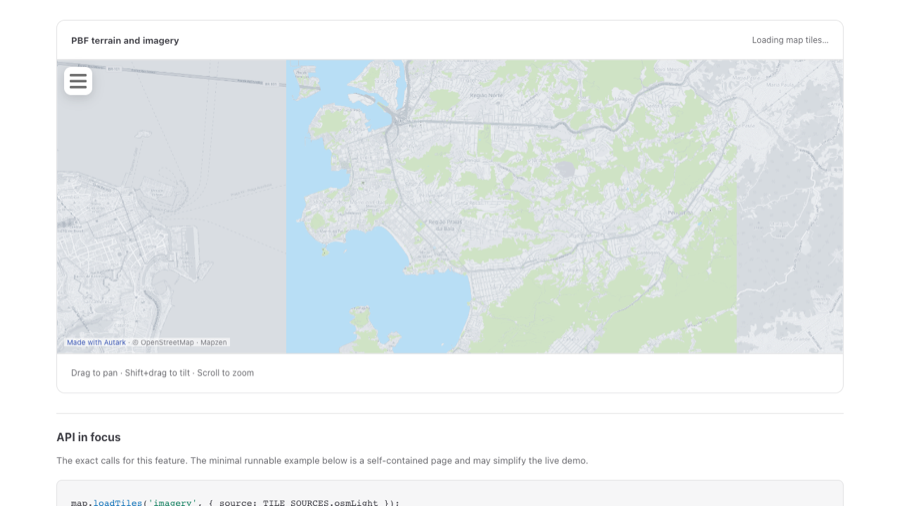 PBF terrain and imagery
Loading map tiles...
Made with Autark · © OpenStreetMap · Mapzen
Drag to pan · Shift+drag to tilt · Scroll to zoom
API in focus
The exact calls for this feature. The minimal runnable example below is a self-contained page and may simplify the live demo.
map.loadTiles('imagery', { source: TILE_SOURCES.osmLight });